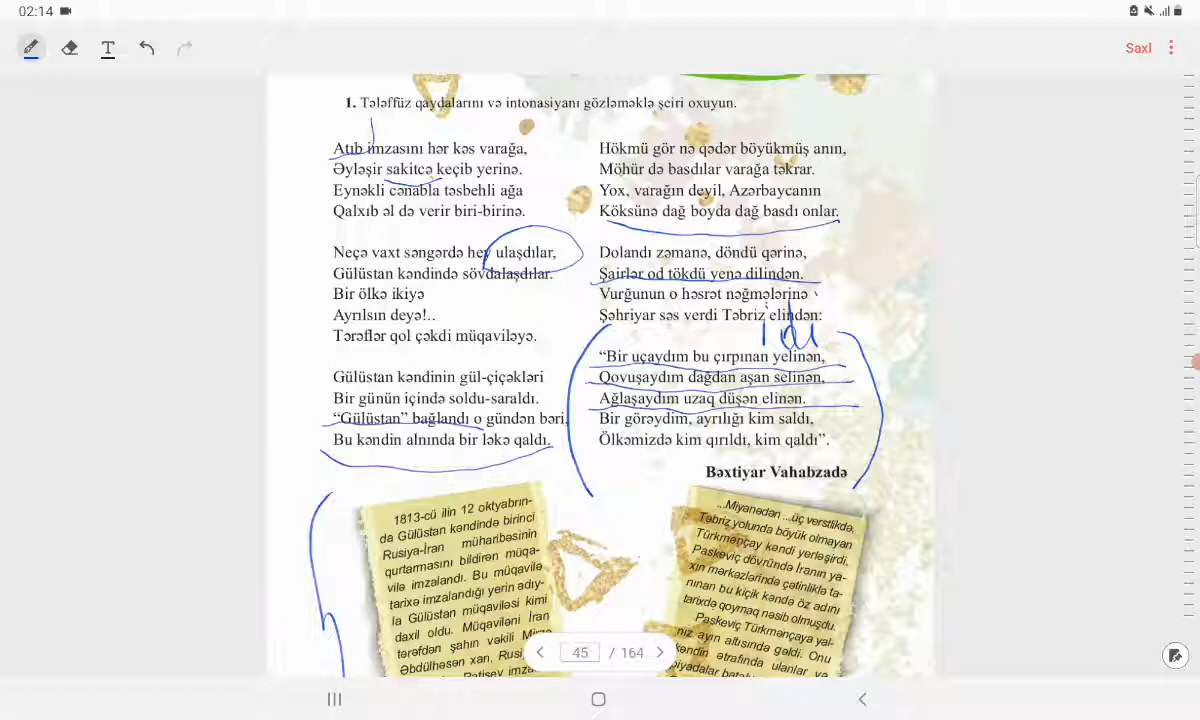 02:14
T
Saxl
1. Tələffüz qaydalarını və intonasiyanı gözləməklə şeiri oxuyun.
Atıb imzasını hər kəs varağa,
Əyləşir sakitcə keçib yerinə.
Eynəkli cənabla təsbehli ağa
Qalxıb əl də verir biri-birinə.
Neçə vaxt səngərdə hey ulaşdılar,
Gülüstan kəndində sövdalaşdılar.
Bir ölkə ikiyə
Ayrılsın deyə!..
Tərəflər qol çəkdi müqaviləyə.
Gülüstan kəndinin gül-çiçəkləri
Bir günün içində soldu-saraldı.
“Gülüstan” bağlandı o gündən bəri,
Bu kəndin alnında bir ləkə qaldı.
Hökmü gör nə qədər böyükmüş anın,
Möhür də basdılar varağa təkrar.
Yox, varağın deyil, Azərbaycanın
Köksünə dağ boyda dağ basdı onlar.
Dolandı zəmanə, döndü qərinə,
Şairlər od tökdü yenə dilindən.
Vurğunun o həsrət nəğmələrinə
Şəhriyar səs verdi Təbriz elindən:
idi
“Bir uçaydım bu çırpınan yelinən,
Qovuşaydım dağdan aşan selinən,
Ağlaşaydım uzaq düşən elinən.
Bir görəydim, ayrılığı kim saldı,
Ölkəmizdə kim qırıldı, kim qaldı”.
Bəxtiyar Vahabzadə
1813-cü ilin 12 oktyabrın-
da Gülüstan kəndində birinci
Rusiya-İran müharibəsinin
qurtarmasını bildirən müqa-
vilə imzalandı. Bu müqavilə
tarixə imzalandığı yerin adıy-
la Gülüstan müqaviləsi kimi
daxil oldu. Müqaviləni İran
tərəfdən şahın vəkili Mirzə
Əbdülhəsən xan, Rusi
...Miyanədən ...üç verstlikdə,
Təbriz yolunda böyük olmayan
Türkmənçay kəndi yerləşirdi.
Paskeviç dövründə İranın ya-
xın mərkəzlərində çətinliklə ta-
nınan bu kiçik kəndə öz adını
tarixdə qoymaq nəsib olmuşdu.
Paskeviç Türkmənçaya yal-
nız ayın altısında gəldi. Onu
kəndin ətrafında ulanlar və
45 / 164